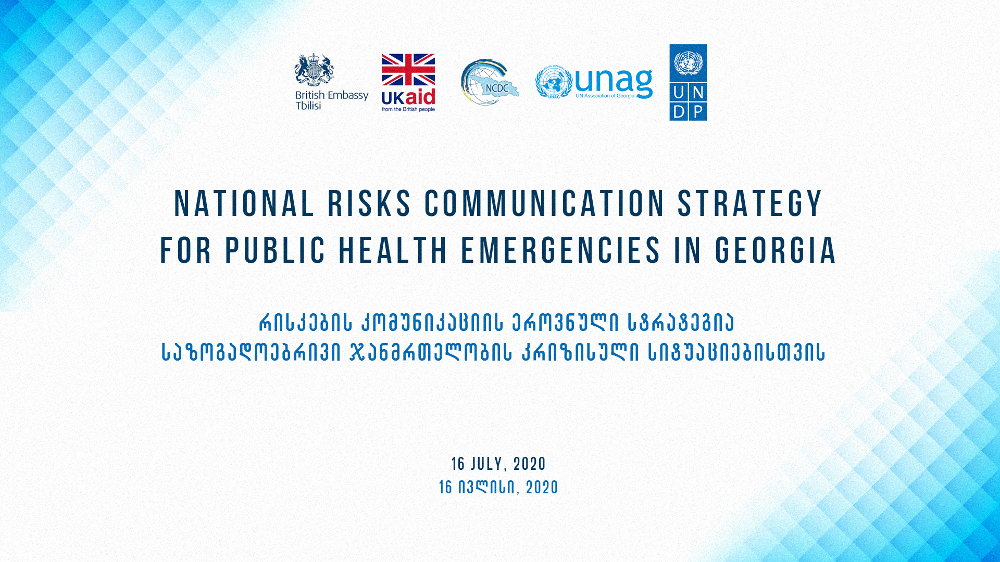 British Embassy
Tbilisi
UKaid
from the British people
NCDC
UNAG
unag
UN Association of Georgia
U N
D P
NATIONAL RISKS COMMUNICATION STRATEGY
FOR PUBLIC HEALTH EMERGENCIES IN GEORGIA
რისკების კომუნიკაციის ეროვნული სტრატეგია
საზოგადოებრივი ჯანმრთელობის კრიზისული სიტუაციებისთვის
16 JULY, 2020
16 ივლისი, 2020